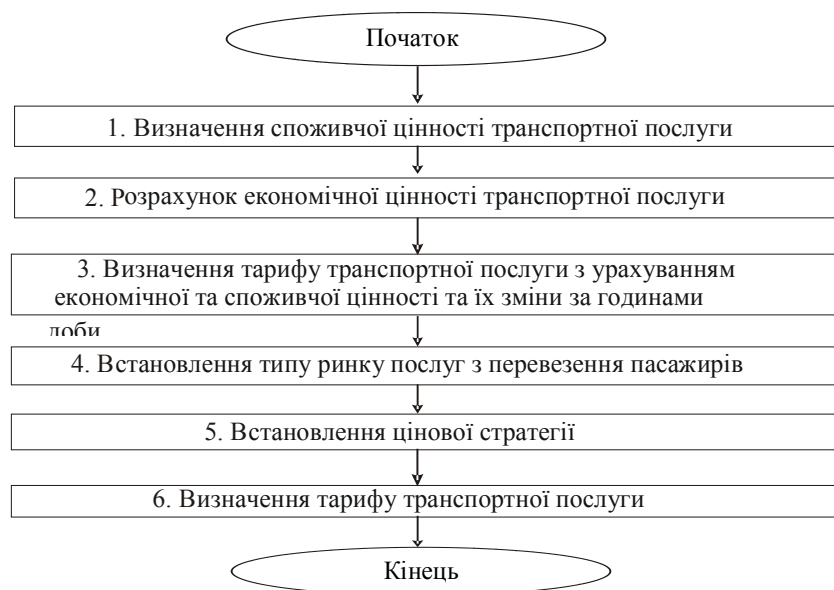 Початок
1. Визначення споживчої цінності транспортної послуги
2. Розрахунок економічної цінності транспортної послуги
3. Визначення тарифу транспортної послуги з урахуванням
економічної та споживчої цінності та їх зміни за годинами
доби
4. Встановлення типу ринку послуг з перевезення пасажирів
5. Встановлення цінової стратегії
6. Визначення тарифу транспортної послуги
Кінець